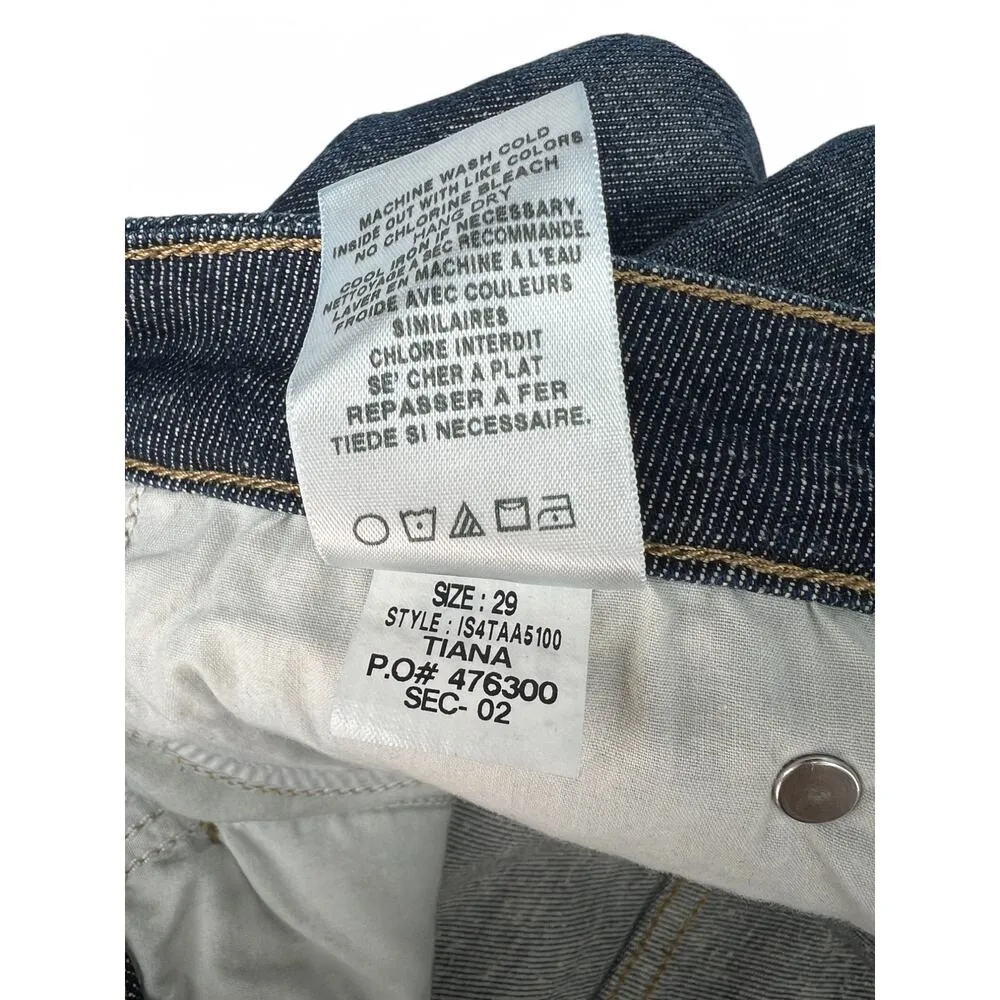 MACHINE WASH COLD
INSIDE OUT WITH LIKE COLORS
NO CHLORINE BLEACH
HANG DRY
COOL IRON IF NECESSARY.
NETTOYAGE A SEC RECOMMANDE.
LAVER EN MACHINE A L'EAU
FROIDE AVEC COULEURS
SIMILAIRES
CHLORE INTERDIT
SE' CHER A PLAT
REPASSER A FER
TIEDE SI NECESSAIRE.
SIZE : 29
STYLE : IS4TAA5100
TIANA
P.O# 476300
SEC- 02